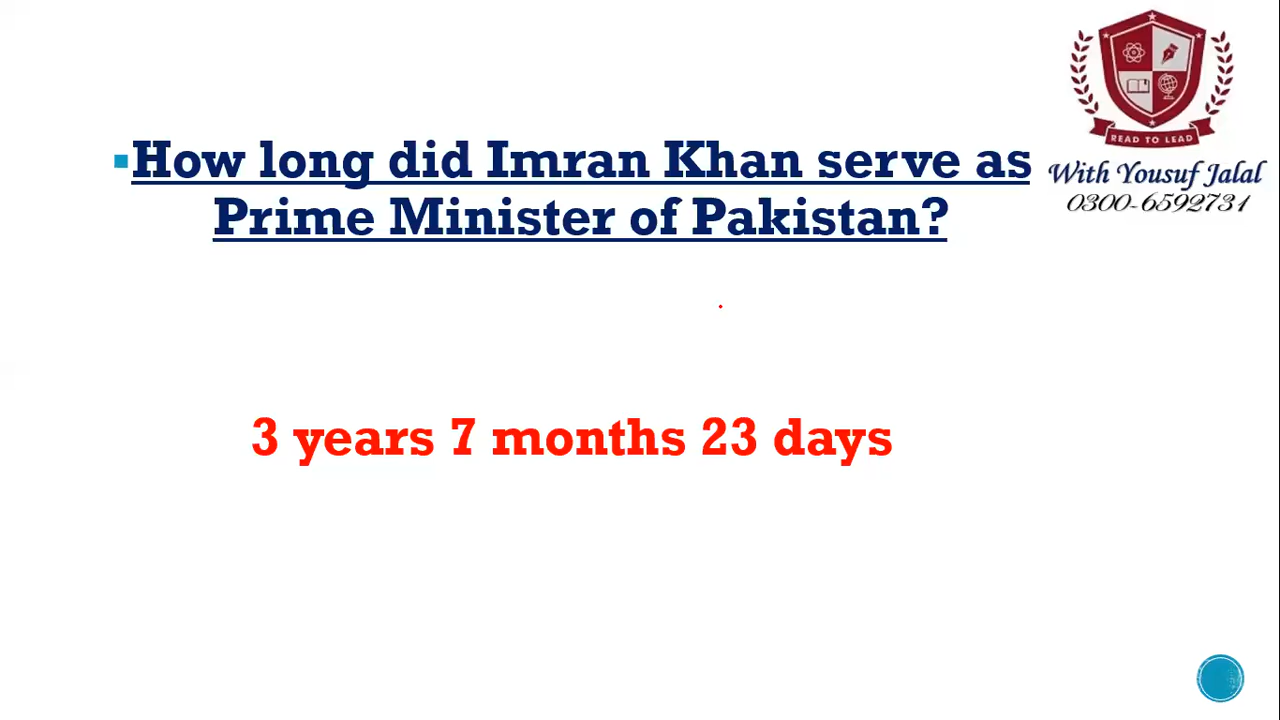 READ TO LEAD
With Yousuf Jalal
0300-6592731
How long did Imran Khan serve as
Prime Minister of Pakistan?
3 years 7 months 23 days